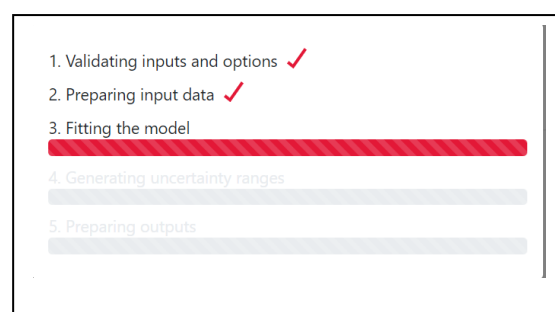 1. Validating inputs and options
2. Preparing input data
3. Fitting the model
4. Generating uncertainty ranges
5. Preparing outputs